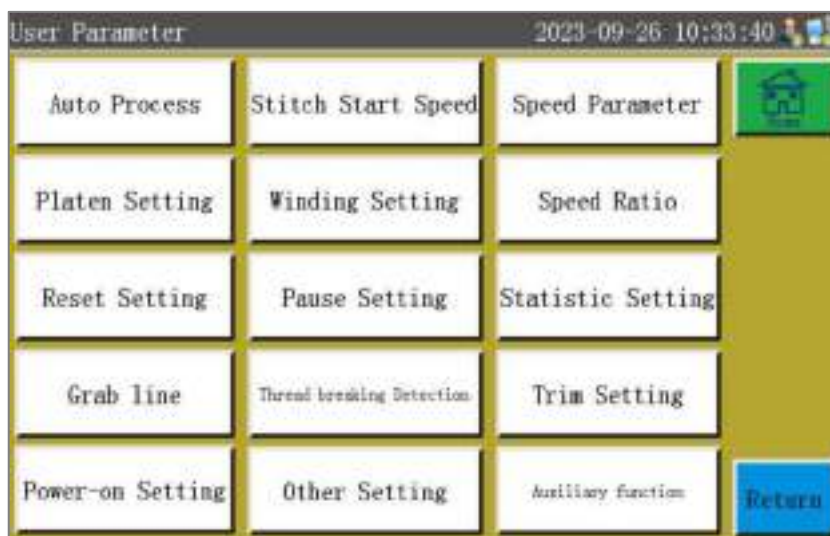 User Parameter 2023-09-26 10:33:40
Auto Process Stitch Start Speed Speed Parameter
Home
Platen Setting Winding Setting Speed Ratio
Reset Setting Pause Setting Statistic Setting
Grab line Thread breaking Detection Trim Setting
Power-on Setting Other Setting Auxiliary function
Return